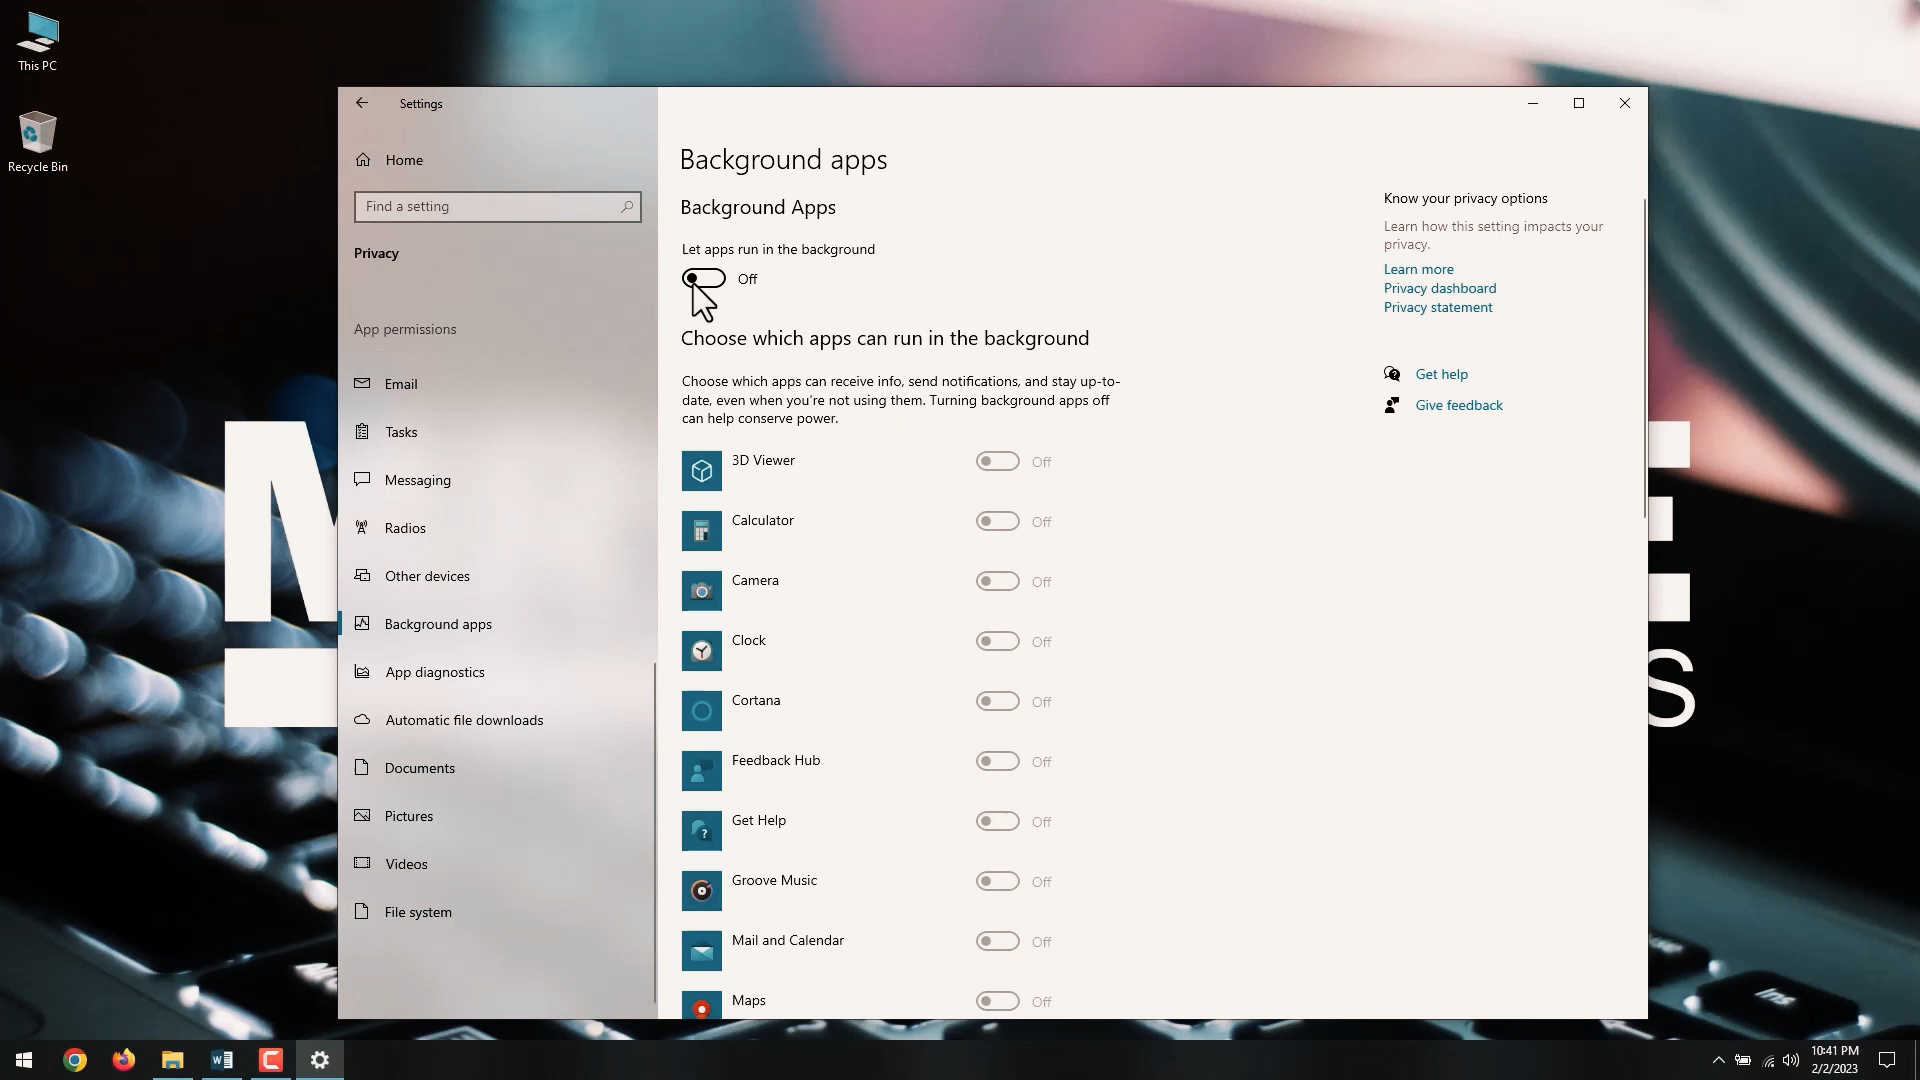 This PC
Recycle Bin
Settings
Home
Find a setting
Privacy
App permissions
Email
Tasks
Messaging
Radios
Other devices
Background apps
App diagnostics
Automatic file downloads
Documents
Pictures
Videos
File system
Background apps
Background Apps
Let apps run in the background
Off
Choose which apps can run in the background
Choose which apps can receive info, send notifications, and stay up-to-
date, even when you're not using them. Turning background apps off
can help conserve power.
3D Viewer Off
Calculator Off
Camera Off
Clock Off
Cortana Off
Feedback Hub Off
Get Help Off
Groove Music Off
Mail and Calendar Off
Maps Off
Know your privacy options
Learn how this setting impacts your
privacy.
Learn more
Privacy dashboard
Privacy statement
Get help
Give feedback
Ins
10:41 PM
2/2/2023